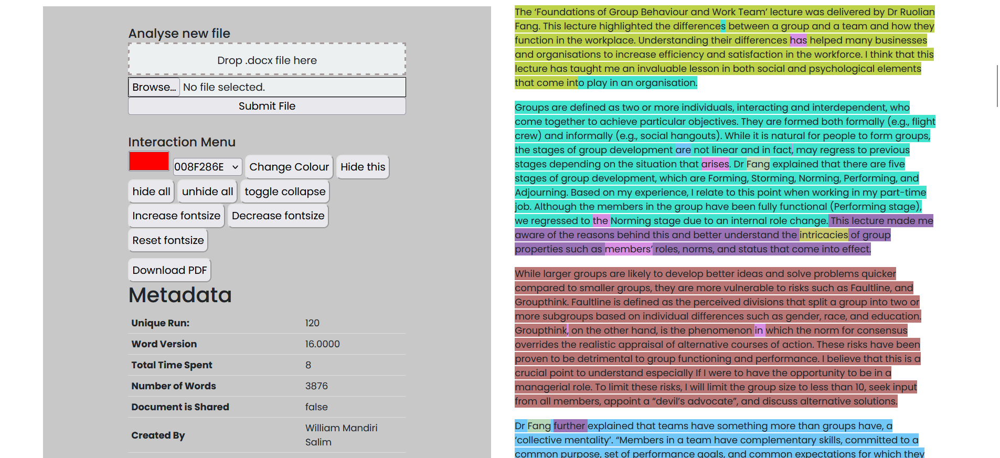 Analyse new file
Drop .docx file here
Browse... No file selected.
Submit File
Interaction Menu
008F286E Change Colour Hide this
hide all unhide all toggle collapse
Increase fontsize Decrease fontsize
Reset fontsize
Download PDF
Metadata
Unique Run: 120
Word Version 16.0000
Total Time Spent 8
Number of Words 3876
Document is Shared false
Created By William Mandiri
Salim
The ‘Foundations of Group Behaviour and Work Team’ lecture was delivered by Dr Ruolian
Fang. This lecture highlighted the differences between a group and a team and how they
function in the workplace. Understanding their differences has helped many businesses
and organisations to increase efficiency and satisfaction in the workforce. I think that this
lecture has taught me an invaluable lesson in both social and psychological elements
that come into play in an organisation.
Groups are defined as two or more individuals, interacting and interdependent, who
come together to achieve particular objectives. They are formed both formally (e.g., flight
crew) and informally (e.g., social hangouts). While it is natural for people to form groups,
the stages of group development are not linear and in fact, may regress to previous
stages depending on the situation that arises. Dr Fang explained that there are five
stages of group development, which are Forming, Storming, Norming, Performing, and
Adjourning. Based on my experience, I relate to this point when working in my part-time
job. Although the members in the group have been fully functional (Performing stage),
we regressed to the Norming stage due to an internal role change. This lecture made me
aware of the reasons behind this and better understand the intricacies of group
properties such as members’ roles, norms, and status that come into effect.
While larger groups are likely to develop better ideas and solve problems quicker
compared to smaller groups, they are more vulnerable to risks such as Faultline, and
Groupthink. Faultline is defined as the perceived divisions that split a group into two or
more subgroups based on individual differences such as gender, race, and education.
Groupthink, on the other hand, is the phenomenon in which the norm for consensus
overrides the realistic appraisal of alternative courses of action. These risks have been
proven to be detrimental to group functioning and performance. I believe that this is a
crucial point to understand especially If I were to have the opportunity to be in a
managerial role. To limit these risks, I will limit the group size to less than 10, seek input
from all members, appoint a “devil’s advocate”, and discuss alternative solutions.
Dr Fang further explained that teams have something more than groups have, a
‘collective mentality’. “Members in a team have complementary skills, committed to a
common purpose, set of performance goals, and common expectations for which they